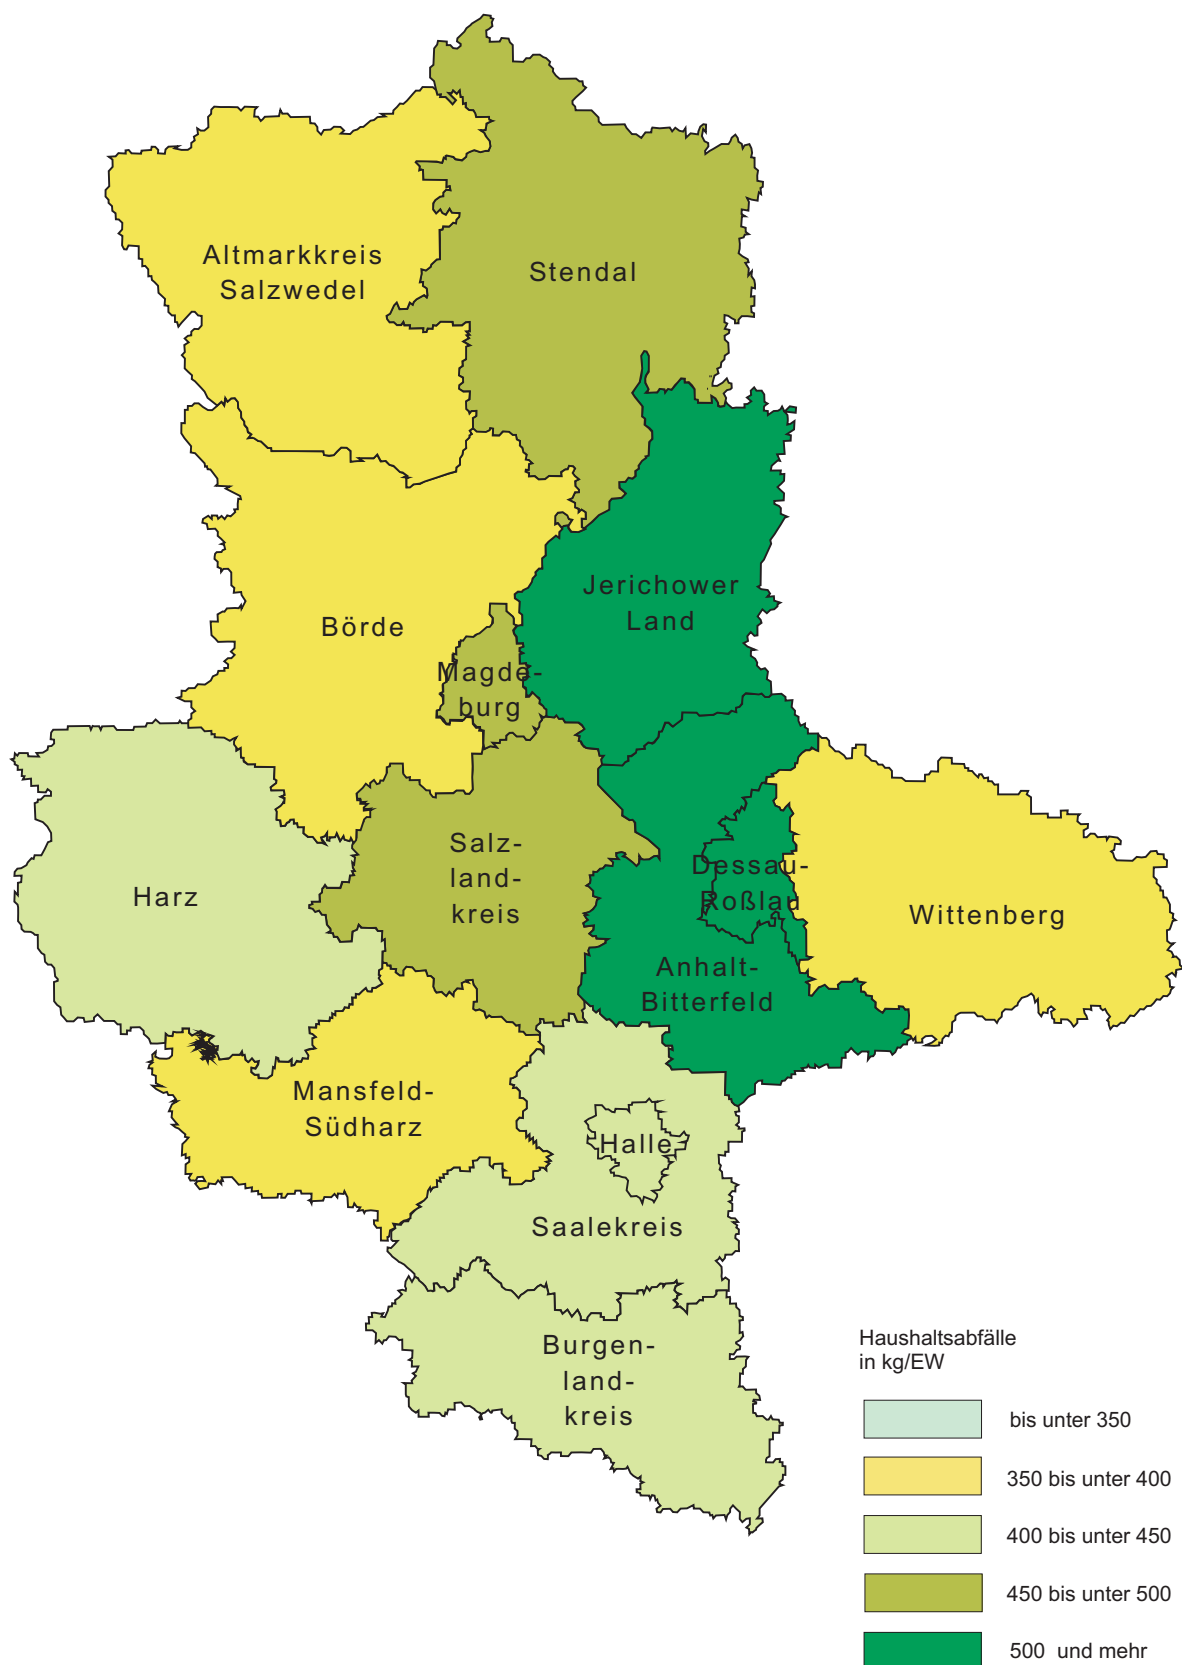 Altmarkkreis
Salzwedel
Stendal
Jerichower
Land
Börde
Magde-
burg
Salz-
land-
kreis
Harz
Dessau-
Roßlau
Wittenberg
Anhalt-
Bitterfeld
Mansfeld-
Südharz
Halle
Saalekreis
Burgen-
land-
kreis
Haushaltsabfälle
in kg/EW
bis unter 350
350 bis unter 400
400 bis unter 450
450 bis unter 500
500 und mehr